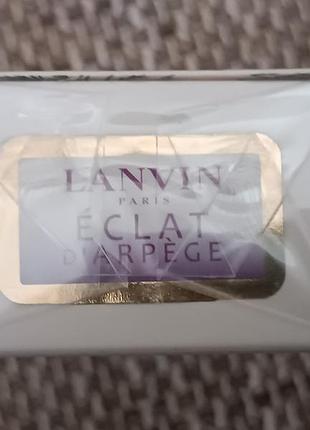 LANVIN
PARIS
ÉCLAT
D'ARPÈGE